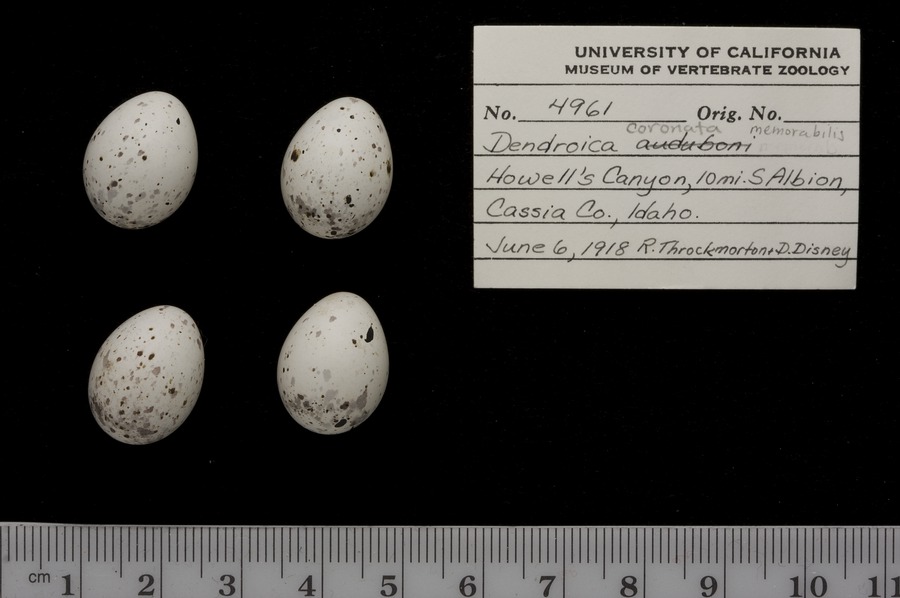 UNIVERSITY OF CALIFORNIA
MUSEUM OF VERTEBRATE ZOOLOGY
No. 4961 Orig. No.
coronata memorabilis
Dendroica auduboni
Howell's Canyon, 10mi. S Albion,
Cassia Co., Idaho.
June 6, 1918 R. Throckmorton + D. Disney
cm 1 2 3 4 5 6 7 8 9 10 11